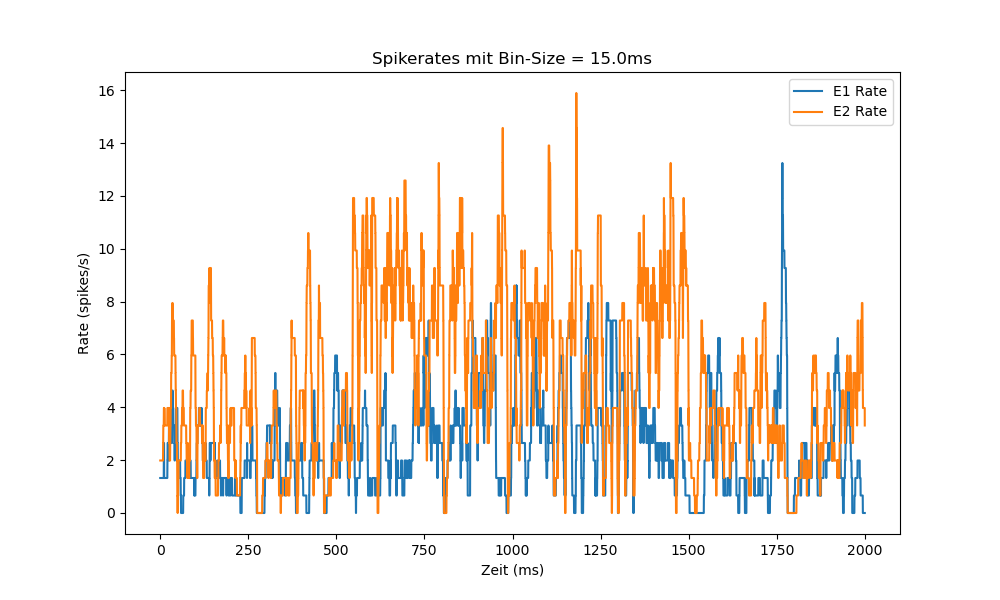 Spikerates mit Bin-Size = 15.0ms
E1 Rate
E2 Rate
Rate (spikes/s)
16
14
12
10
8
6
4
2
0
0 250 500 750 1000 1250 1500 1750 2000
Zeit (ms)